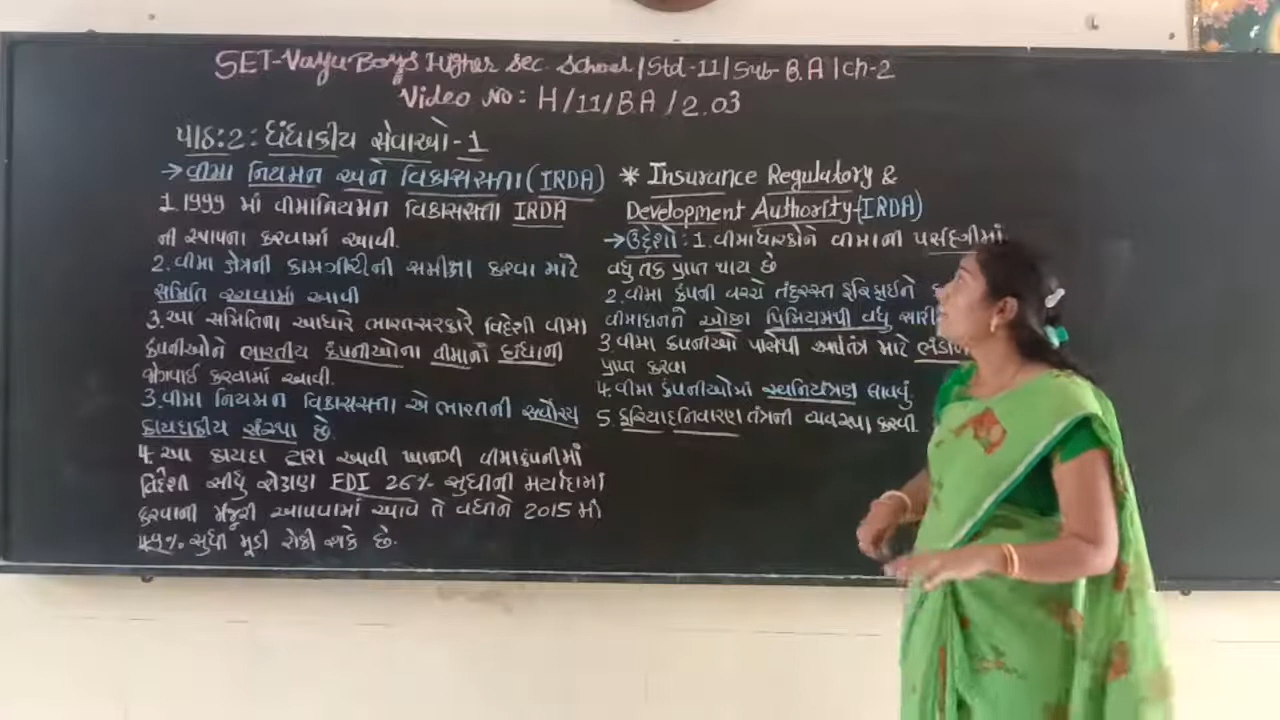 SET-Vayu Boys Higher Sec School / Std-11 / Sub-B.A / Ch-2
Video No: H/11/B.A/2.03
પાઠ:2: ધંધાકીય સેવાઓ-1
→ વીમા નિયમન અને વિકાસસત્તા (IRDA)
1. 1999 માં વીમાનિયમન વિકાસસત્તા IRDA
ની સ્થાપના કરવામાં આવી.
2. વીમા ક્ષેત્રની કામગીરીની સમીક્ષા કરવા માટે
સમિતિ રચવામાં આવી
3. આ સમિતિના આધારે ભારતસરકારે વિદેશી વીમા
કંપનીઓને ભારતીય કંપનીઓના વીમાનાં ધંધાની
જોગવાઈ કરવામાં આવી.
3. વીમા નિયમન વિકાસસત્તા એ ભારતની સર્વોચ્ચ
કાયદાકીય સંસ્થા છે.
4. આ કાયદા દ્વારા આવી ખાનગી વીમાકંપનીમાં
વિદેશી સીધુ રોકાણ FDI 26% સુધીની મર્યાદામાં
કરવાની મંજૂરી આપવામાં આવે તે વધીને 2015 માં
49% સુધી મૂડી રોકી શકે છે.
* Insurance Regulatory &
Development Authority-(IRDA)
→ ઉદ્દેશો: 1. વીમાધારકોને વીમાની પસંદગીમાં
વધુ તક પ્રાપ્ત થાય છે
2. વીમા કંપની વચ્ચે તંદુરસ્ત હરિફાઈને
વીમાધનને ઓછા પ્રિમિયમથી વધુ સારી
3. વીમા કંપનીઓ પાસેથી અર્થતંત્ર માટે
પ્રાપ્ત કરવા
4. વીમા કંપનીઓમાં સ્વનિયંત્રણ લાવવું.
5. ફરિયાદનિવારણ તંત્રની વ્યવસ્થા કરવી.